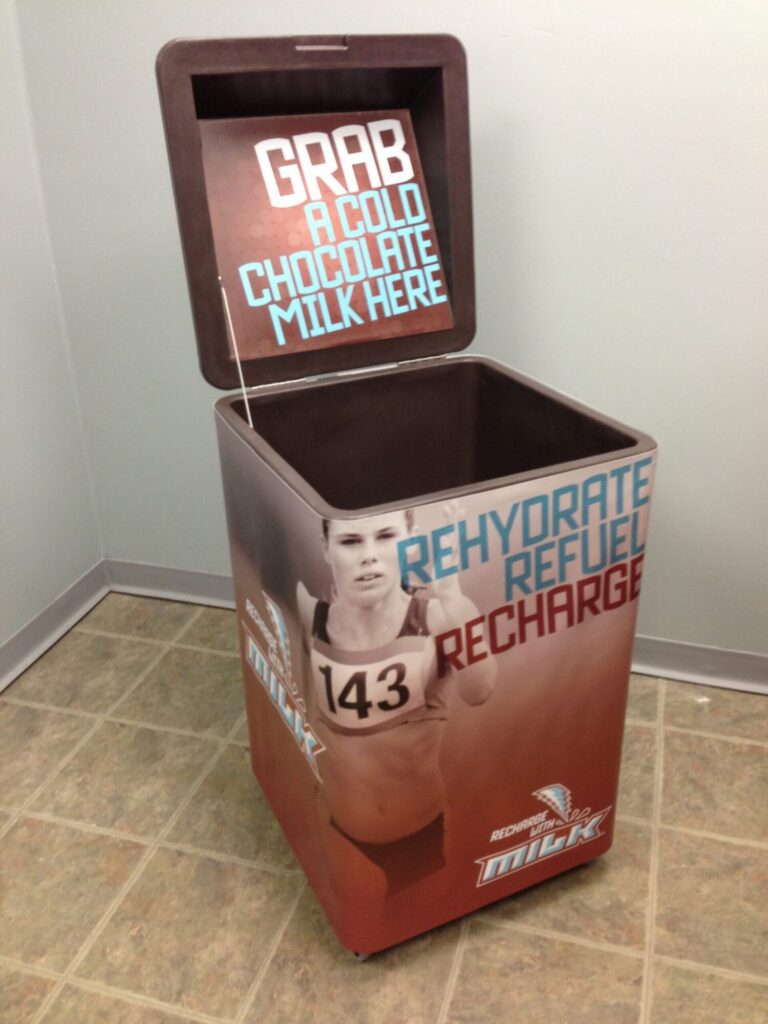 GRAB
A COLD
CHOCOLATE
MILK HERE
REHYDRATE
REFUEL
RECHARGE
143
RECHARGE
WITH
MILK
RECHARGE
WITH
MILK